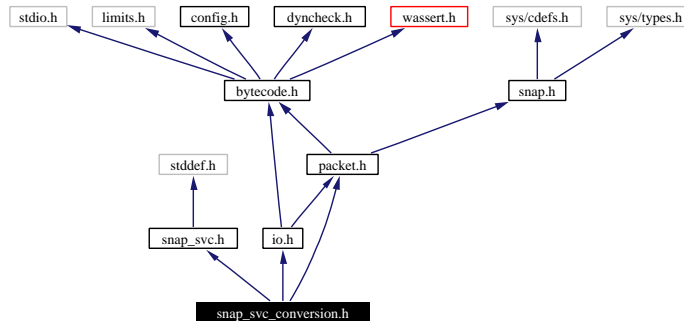 stdio.h
limits.h
config.h
dyncheck.h
wassert.h
sys/cdefs.h
sys/types.h
bytecode.h
snap.h
stddef.h
packet.h
snap_svc.h
io.h
snap_svc_conversion.h